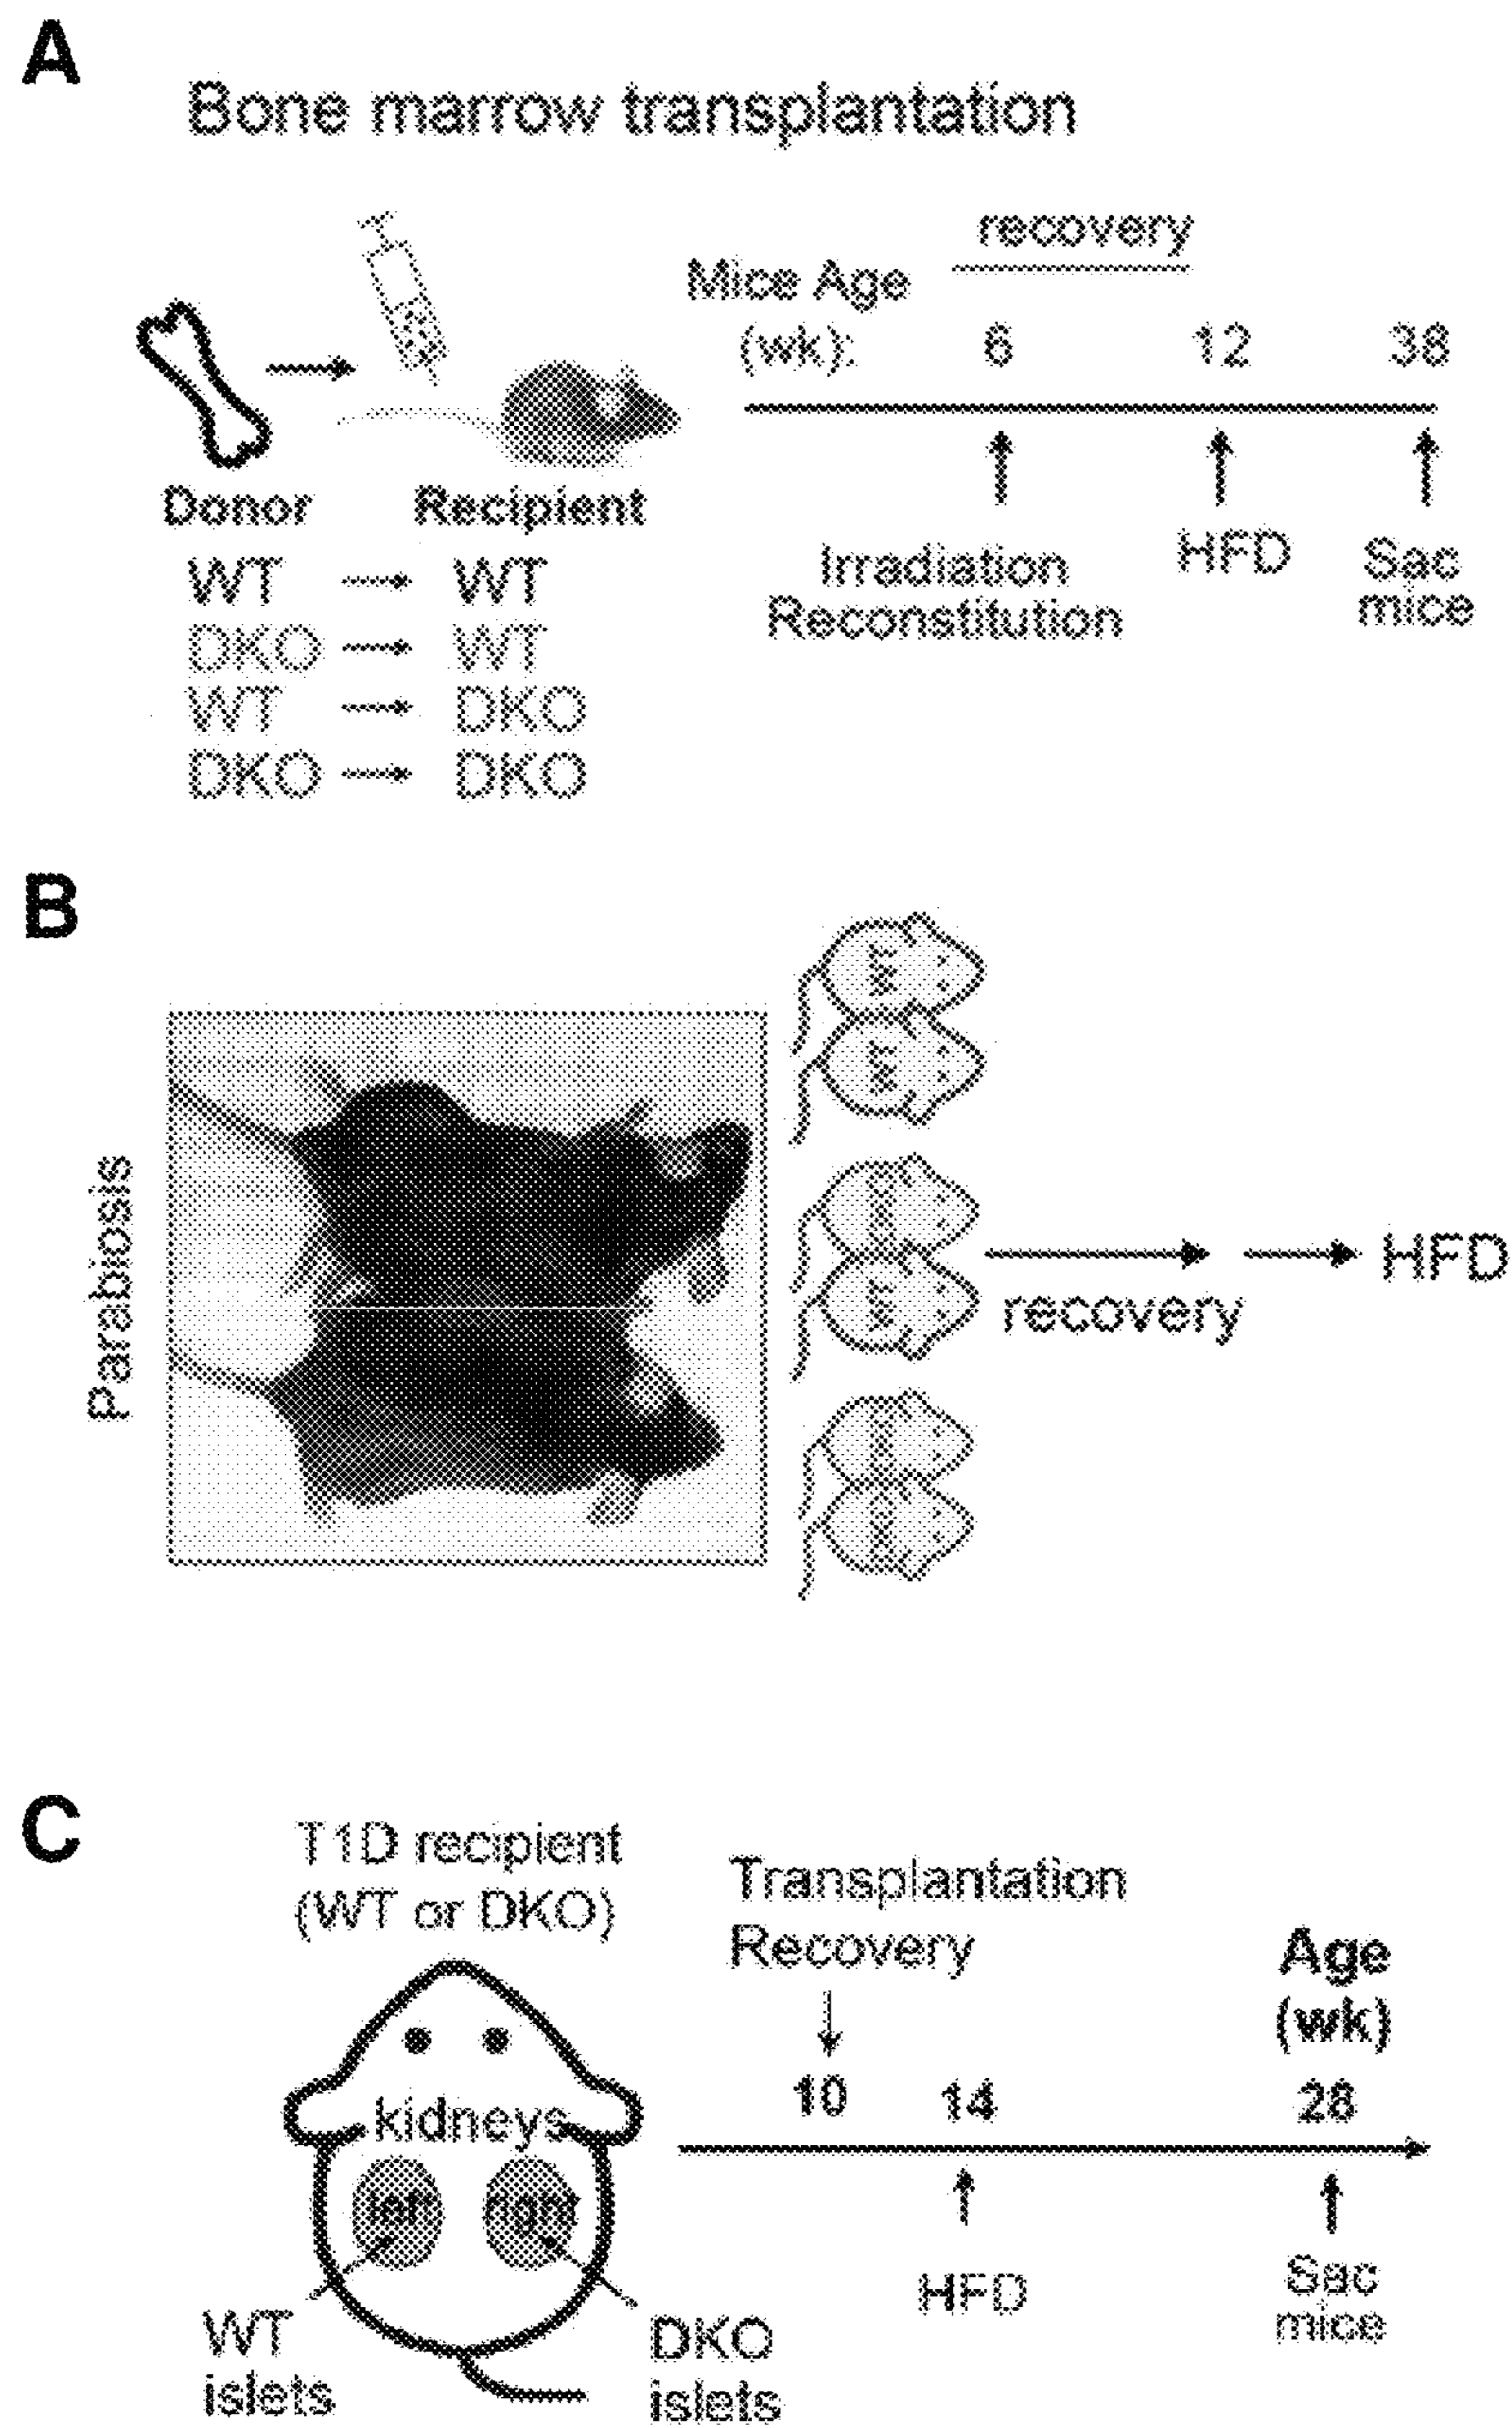 A
Bone marrow transplantation
recovery
Mice Age
(wk):
6 12 38
Donor Recipient
WT → WT
DKO → WT
WT → DKO
DKO → DKO
Irradiation
Reconstitution
HFD
Sac
mice
B
Parabiosis
recovery
HFD
C
T1D recipient
(WT or DKO)
kidneys
left right
WT
islets
DKO
islets
Transplantation
Recovery
Age
(wk)
10 14 28
HFD
Sac
mice